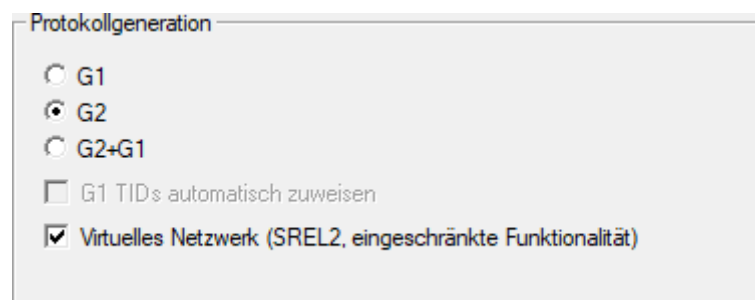 Protokollgeneration
G1
G2
G2+G1
G1 TIDs automatisch zuweisen
Virtuelles Netzwerk (SREL2, eingeschränkte Funktionalität)